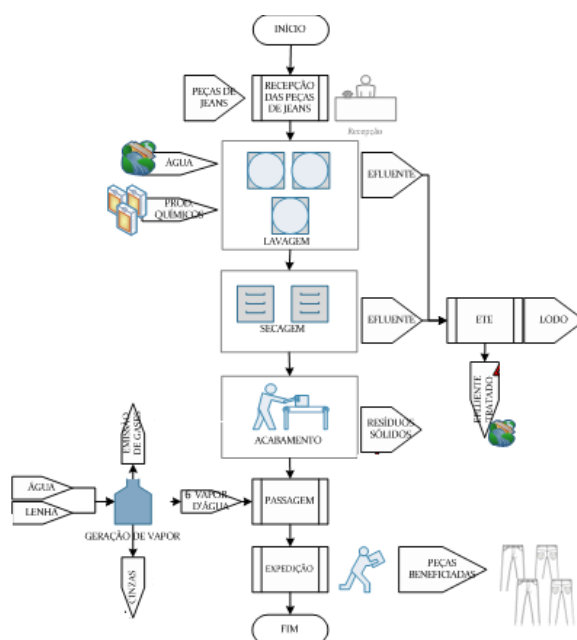 INÍCIO
PEÇAS DE
JEANS
RECEPÇÃO
DAS PEÇAS
DE JEANS
Recepção
ÁGUA
EFLUENTE
PROD.
QUÍMICOS
LAVAGEM
SECAGEM
EFLUENTE
ETE
LODO
EFLUENTE
TRATADO
ACABAMENTO
RESÍDUOS
SÓLIDOS
EMISSÃO
DE GASES
ÁGUA
LENHA
GERAÇÃO DE VAPOR
6 VAPOR
D'ÁGUA
PASSAGEM
CINZAS
EXPEDIÇÃO
PEÇAS
BENEFICIADAS
FIM